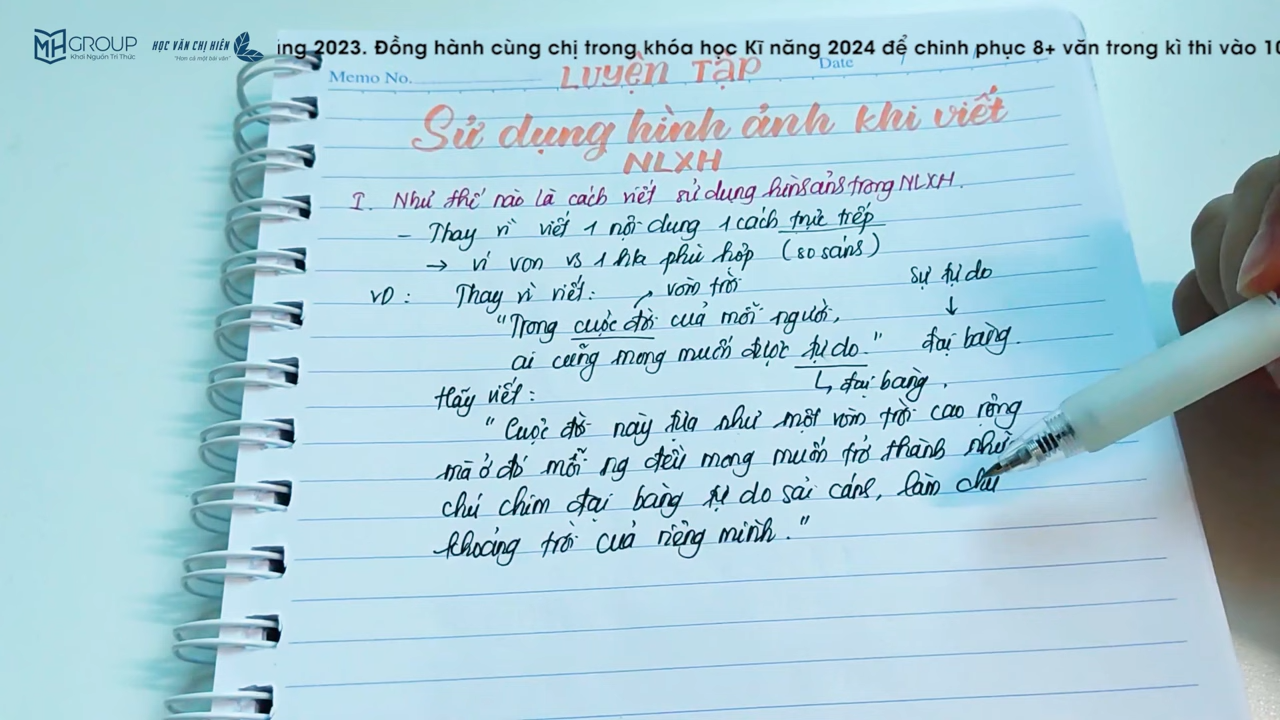 MH GROUP
Khơi Nguồn Tri Thức
HỌC VĂN CHỊ HIÊN
"Hơn cả một bài văn"
ing 2023. Đồng hành cùng chị trong khóa học Kĩ năng 2024 để chinh phục 8+ văn trong kì thi vào 10
Memo No.
Date
LUYỆN TẬP
Sử dụng hình ảnh khi viết
NLXH
I. Như thế nào là cách viết sử dụng hình ảnh trong NLXH.
- Thay vì viết 1 nội dung 1 cách trực tiếp
→ ví von vs 1 h/a phù hợp (so sánh)
VD: Thay vì viết: vòm trời
"Trong cuộc đời của mỗi người,
ai cũng mong muốn được tự do."
Sự tự do
↓
đại bàng.
↳ đại bàng.
Hãy viết:
"Cuộc đời này tựa như một vòm trời cao rộng
mà ở đó mỗi ng đều mong muốn trở thành như
chú chim đại bàng tự do sải cánh, làm chủ
khoảng trời của riêng mình."